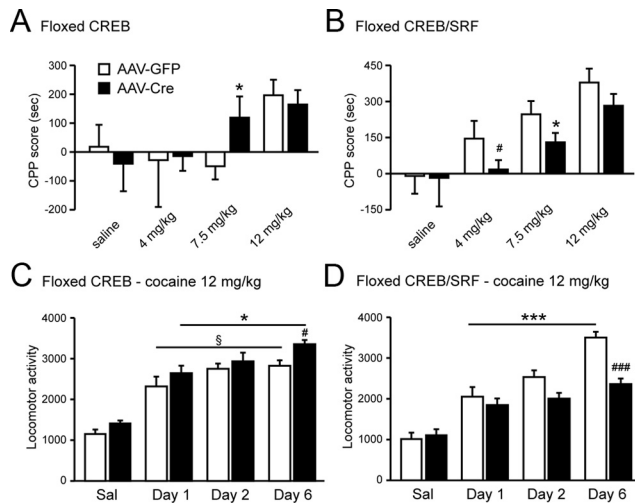 A Floxed CREB
AAV-GFP
AAV-Cre
CPP score (sec)
300
200
100
0
-100
-200
*
saline
4 mg/kg
7.5 mg/kg
12 mg/kg
B Floxed CREB/SRF
CPP score (sec)
450
300
150
0
-150
#
*
saline
4 mg/kg
7.5 mg/kg
12 mg/kg
C Floxed CREB - cocaine 12 mg/kg
Locomotor activity
4000
3000
2000
1000
0
*
§
#
Sal Day 1 Day 2 Day 6
D Floxed CREB/SRF - cocaine 12 mg/kg
Locomotor activity
4000
3000
2000
1000
0
***
###
Sal Day 1 Day 2 Day 6